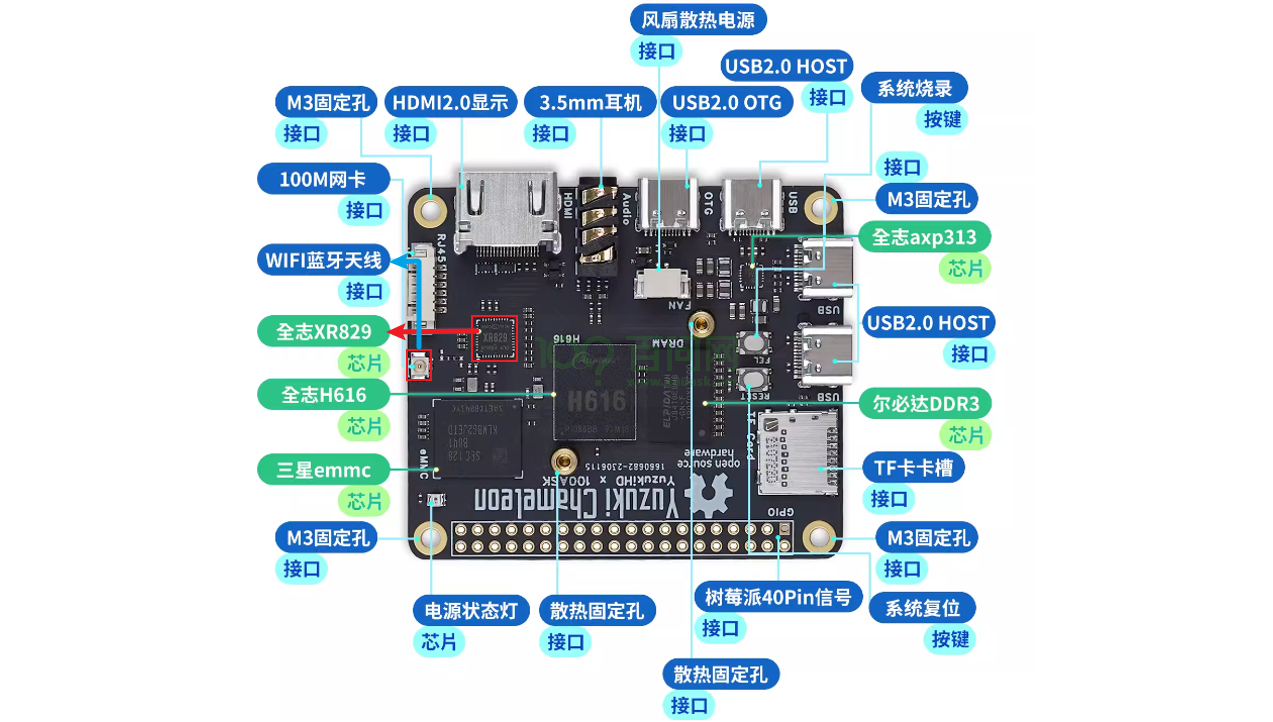 风扇散热电源
接口
USB2.0 HOST
接口
系统烧录
按键
M3固定孔
接口
HDMI2.0显示
接口
3.5mm耳机
接口
USB2.0 OTG
接口
接口
M3固定孔
100M网卡
接口
WIFI蓝牙天线
接口
全志axp313
芯片
全志XR829
芯片
USB2.0 HOST
接口
全志H616
芯片
尔必达DDR3
芯片
三星emmc
芯片
TF卡卡槽
接口
M3固定孔
接口
M3固定孔
接口
电源状态灯
芯片
散热固定孔
接口
树莓派40Pin信号
接口
系统复位
按键
散热固定孔
接口
HDMI
Audio
OTG
USB
RJ45
FAN
USB
XR829
H616
DRAM
FCL
H616
RESET
USB
TF Card
eMMC
SEC 128
B041
KLMBG2JETD
open source
hardware
1660682-2306115
YuzukiHD x 100ASK
Yuzuki Chameleon
GPIO